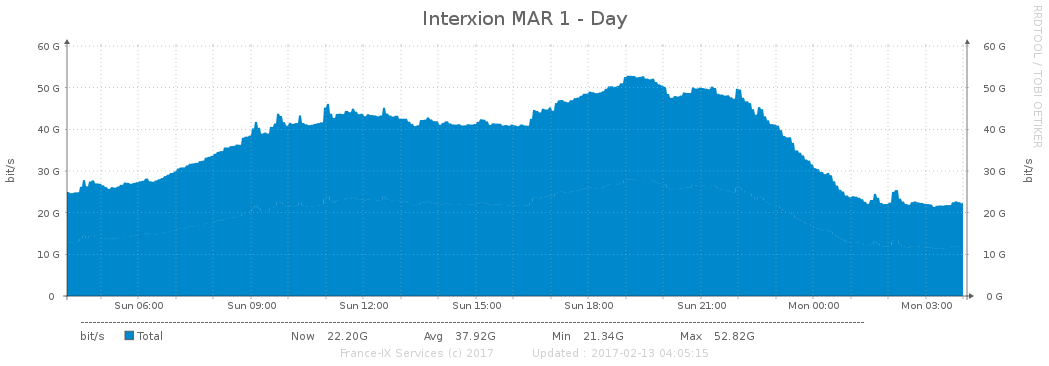 Interxion MAR 1 - Day
RRDTOOL / TOBI OETIKER
60 G 60 G
50 G 50 G
40 G 40 G
30 G 30 G
20 G 20 G
10 G 10 G
0 0 G
bit/s
bit/s
Sun 06:00 Sun 09:00 Sun 12:00 Sun 15:00 Sun 18:00 Sun 21:00 Mon 00:00 Mon 03:00
bit/s Total Now 22.20G Avg 37.92G Min 21.34G Max 52.82G
France-IX Services (c) 2017 Updated : 2017-02-13 04:05:15